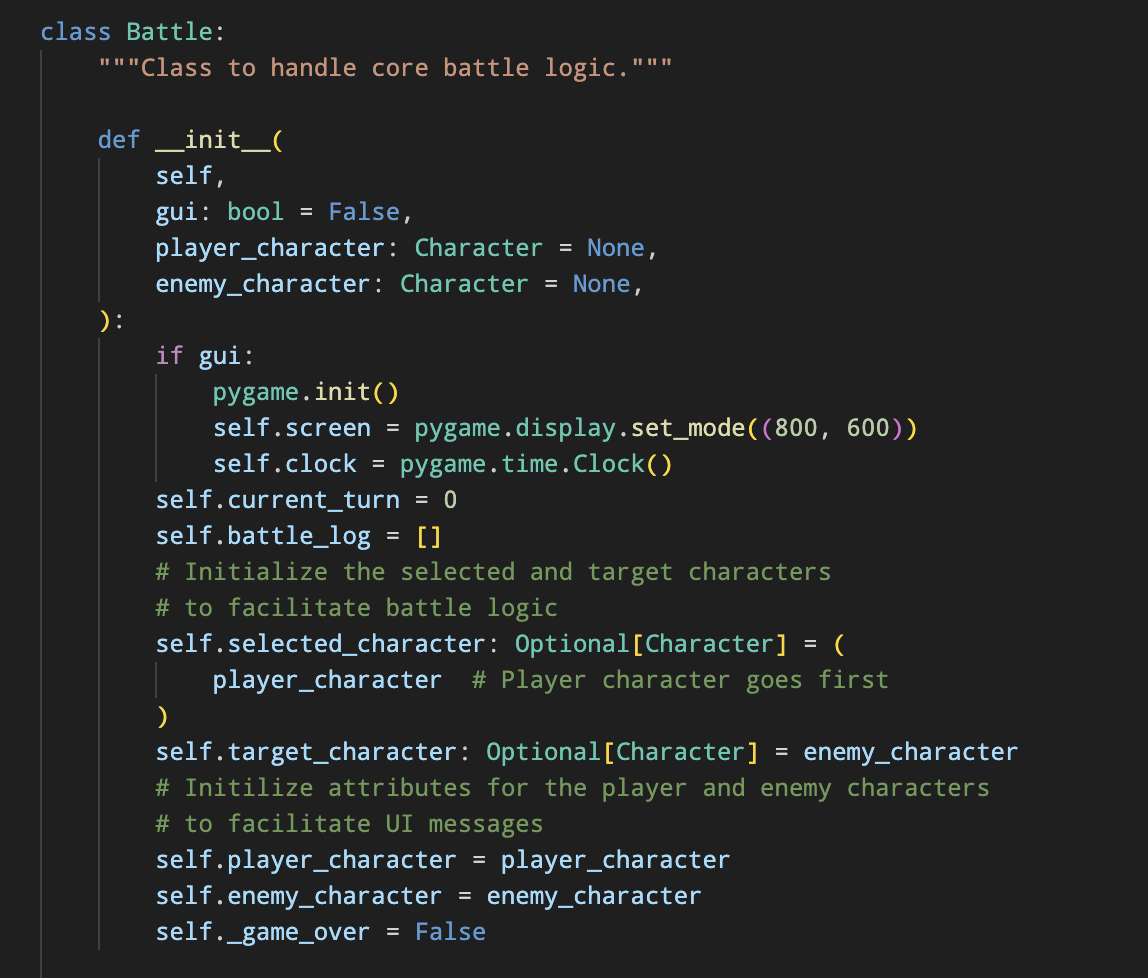 class Battle:
    """Class to handle core battle logic."""

    def __init__(
        self,
        gui: bool = False,
        player_character: Character = None,
        enemy_character: Character = None,
    ):
        if gui:
            pygame.init()
            self.screen = pygame.display.set_mode((800, 600))
            self.clock = pygame.time.Clock()
        self.current_turn = 0
        self.battle_log = []
        # Initialize the selected and target characters
        # to facilitate battle logic
        self.selected_character: Optional[Character] = (
            player_character  # Player character goes first
        )
        self.target_character: Optional[Character] = enemy_character
        # Initilize attributes for the player and enemy characters
        # to facilitate UI messages
        self.player_character = player_character
        self.enemy_character = enemy_character
        self._game_over = False